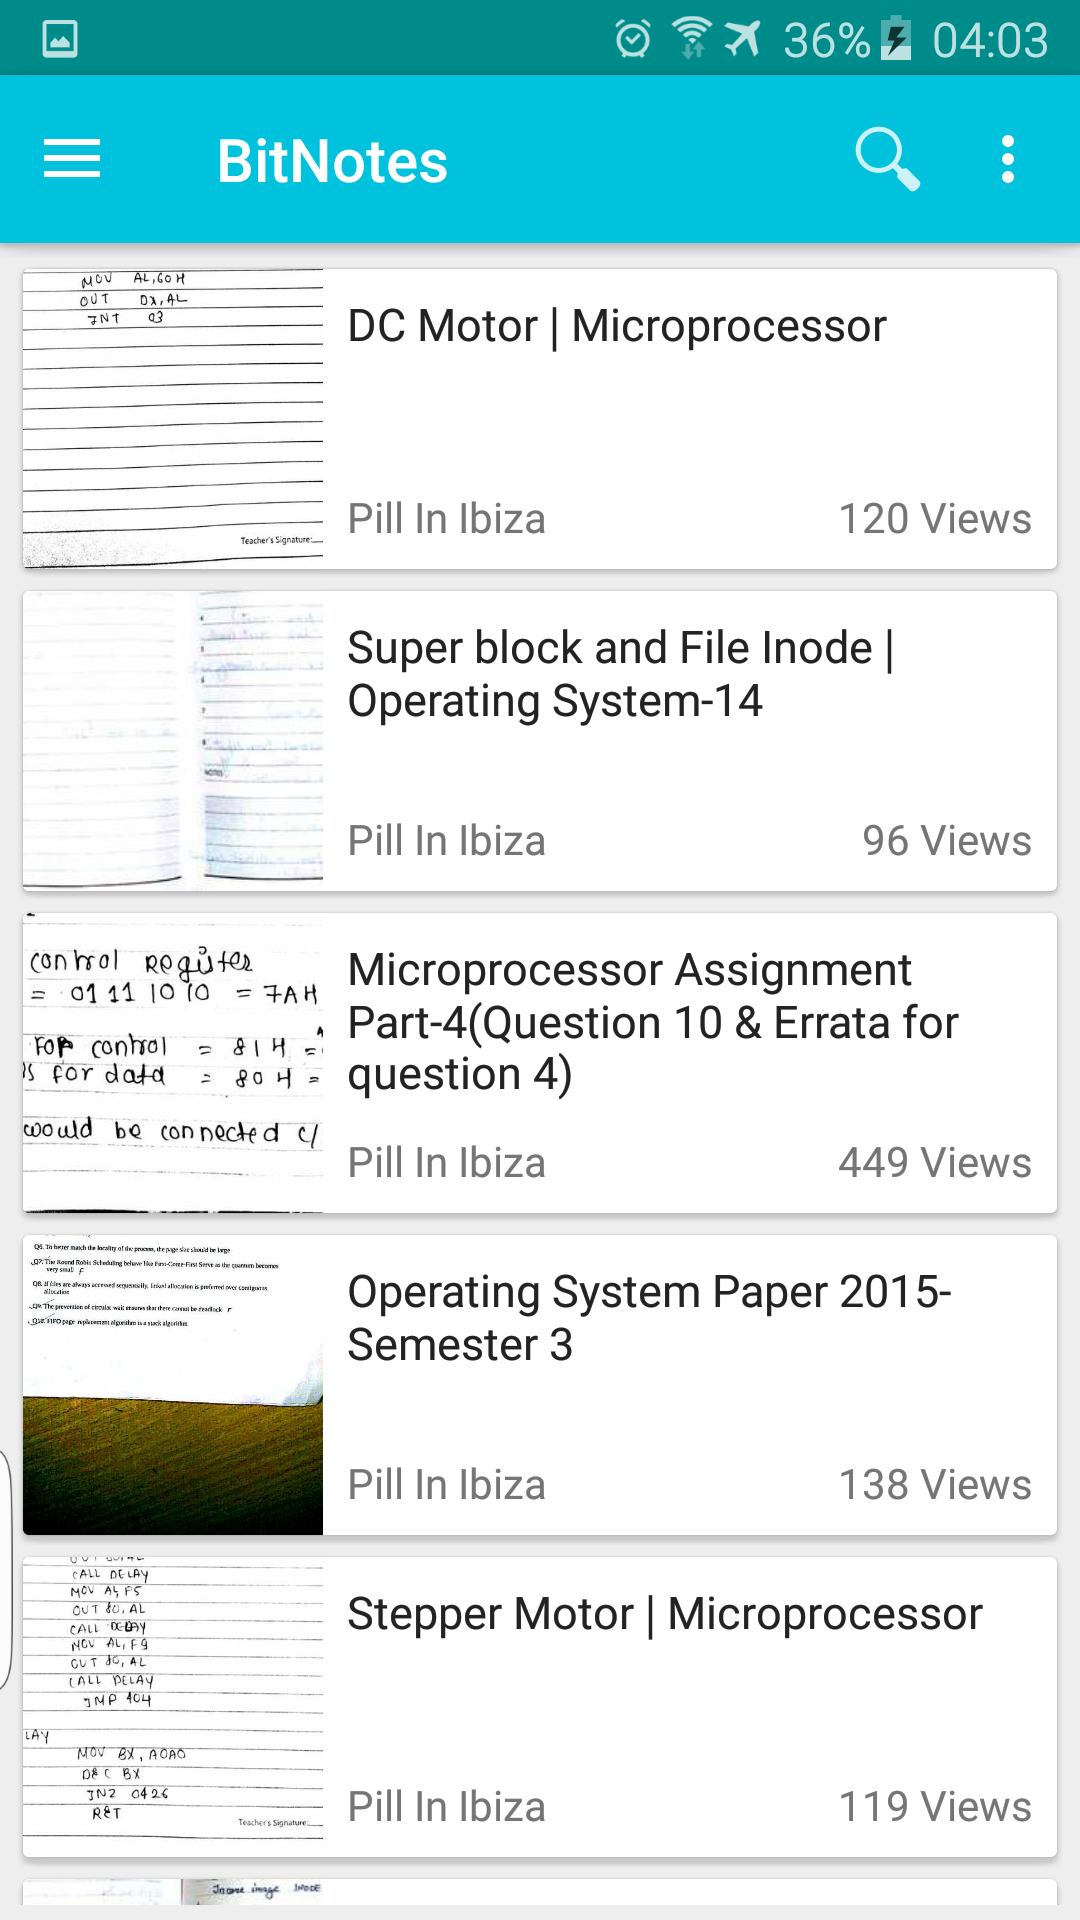 36% 04:03
BitNotes
MOV AL,60H
OUT DX,AL
INT 03
Teacher's Signature:
DC Motor | Microprocessor
Pill In Ibiza 120 Views
NOTES
Super block and File Inode |
Operating System-14
Pill In Ibiza 96 Views
control Register
= 01 11 10 10 = 7AH
FOR control = 81H =
s for data = 80H =
would be connected c/
Microprocessor Assignment
Part-4(Question 10 & Errata for
question 4)
Pill In Ibiza 449 Views
Q6. To better match the locality of the process, the page size should be large
Q7. The Round Robin Scheduling behave like First-Come-First Serve as the quantum becomes
very small F
Q8. If files are always accessed sequentially, linked allocation is preferred over contiguous
allocation
Q9. The prevention of circular wait ensures that there cannot be deadlock F
Q10. FIFO page replacement algorithm is a stack algorithm
Operating System Paper 2015-
Semester 3
Pill In Ibiza 138 Views
CALL DELAY
MOV AL, F5
OUT 80, AL
CALL DELAY
MOV AL, F9
OUT 80, AL
CALL DELAY
JMP 404
LAY
MOV BX, A0A0
DEC BX
JNZ 0426
RET
Teacher's Signature:
Stepper Motor | Microprocessor
Pill In Ibiza 119 Views
Incore image INODE